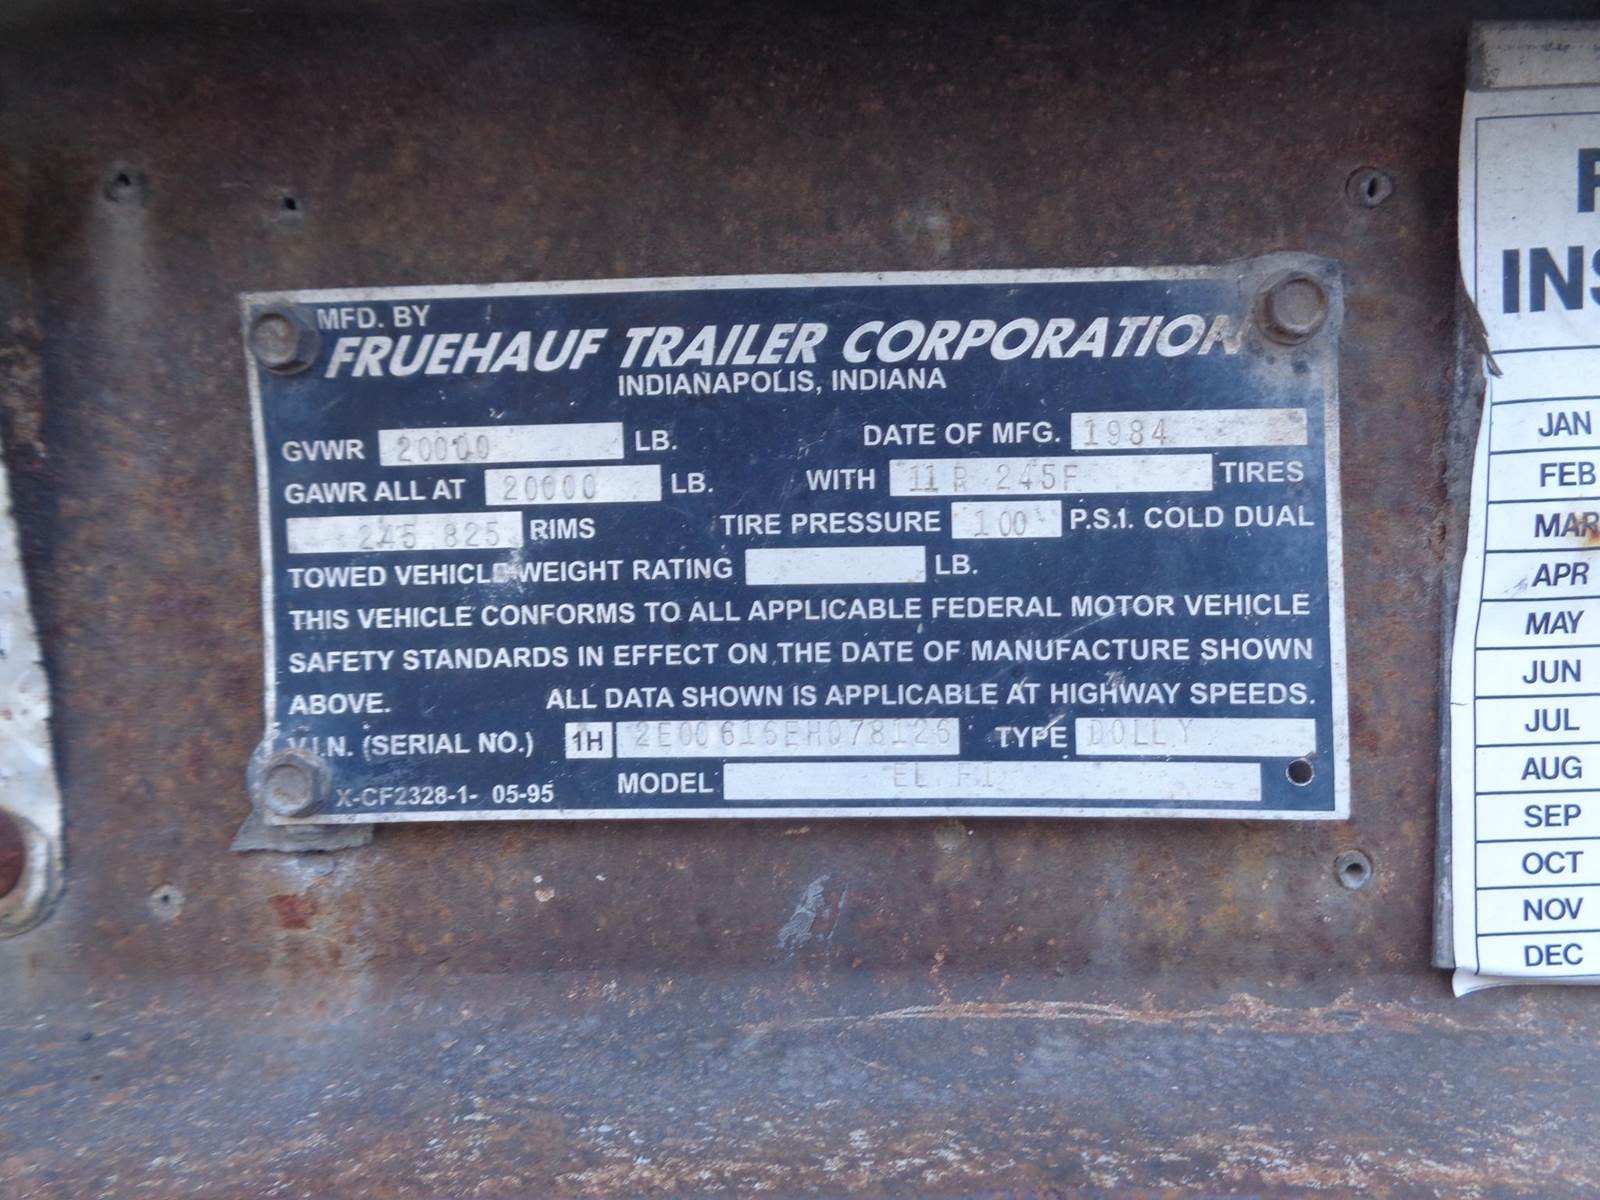 MFD. BY
FRUEHAUF TRAILER CORPORATION
INDIANAPOLIS, INDIANA
GVWR 20000 LB. DATE OF MFG. 1984
GAWR ALL AT 20000 LB. WITH 11 R 245F TIRES
245 825 RIMS TIRE PRESSURE 100 P.S.I. COLD DUAL
TOWED VEHICLE WEIGHT RATING LB.
THIS VEHICLE CONFORMS TO ALL APPLICABLE FEDERAL MOTOR VEHICLE
SAFETY STANDARDS IN EFFECT ON THE DATE OF MANUFACTURE SHOWN
ABOVE. ALL DATA SHOWN IS APPLICABLE AT HIGHWAY SPEEDS.
V.I.N. (SERIAL NO.) 1H 2E00616EH078126 TYPE DOLLY
X-CF2328-1- 05-95 MODEL EL FI
JAN
FEB
MAR
APR
MAY
JUN
JUL
AUG
SEP
OCT
NOV
DEC